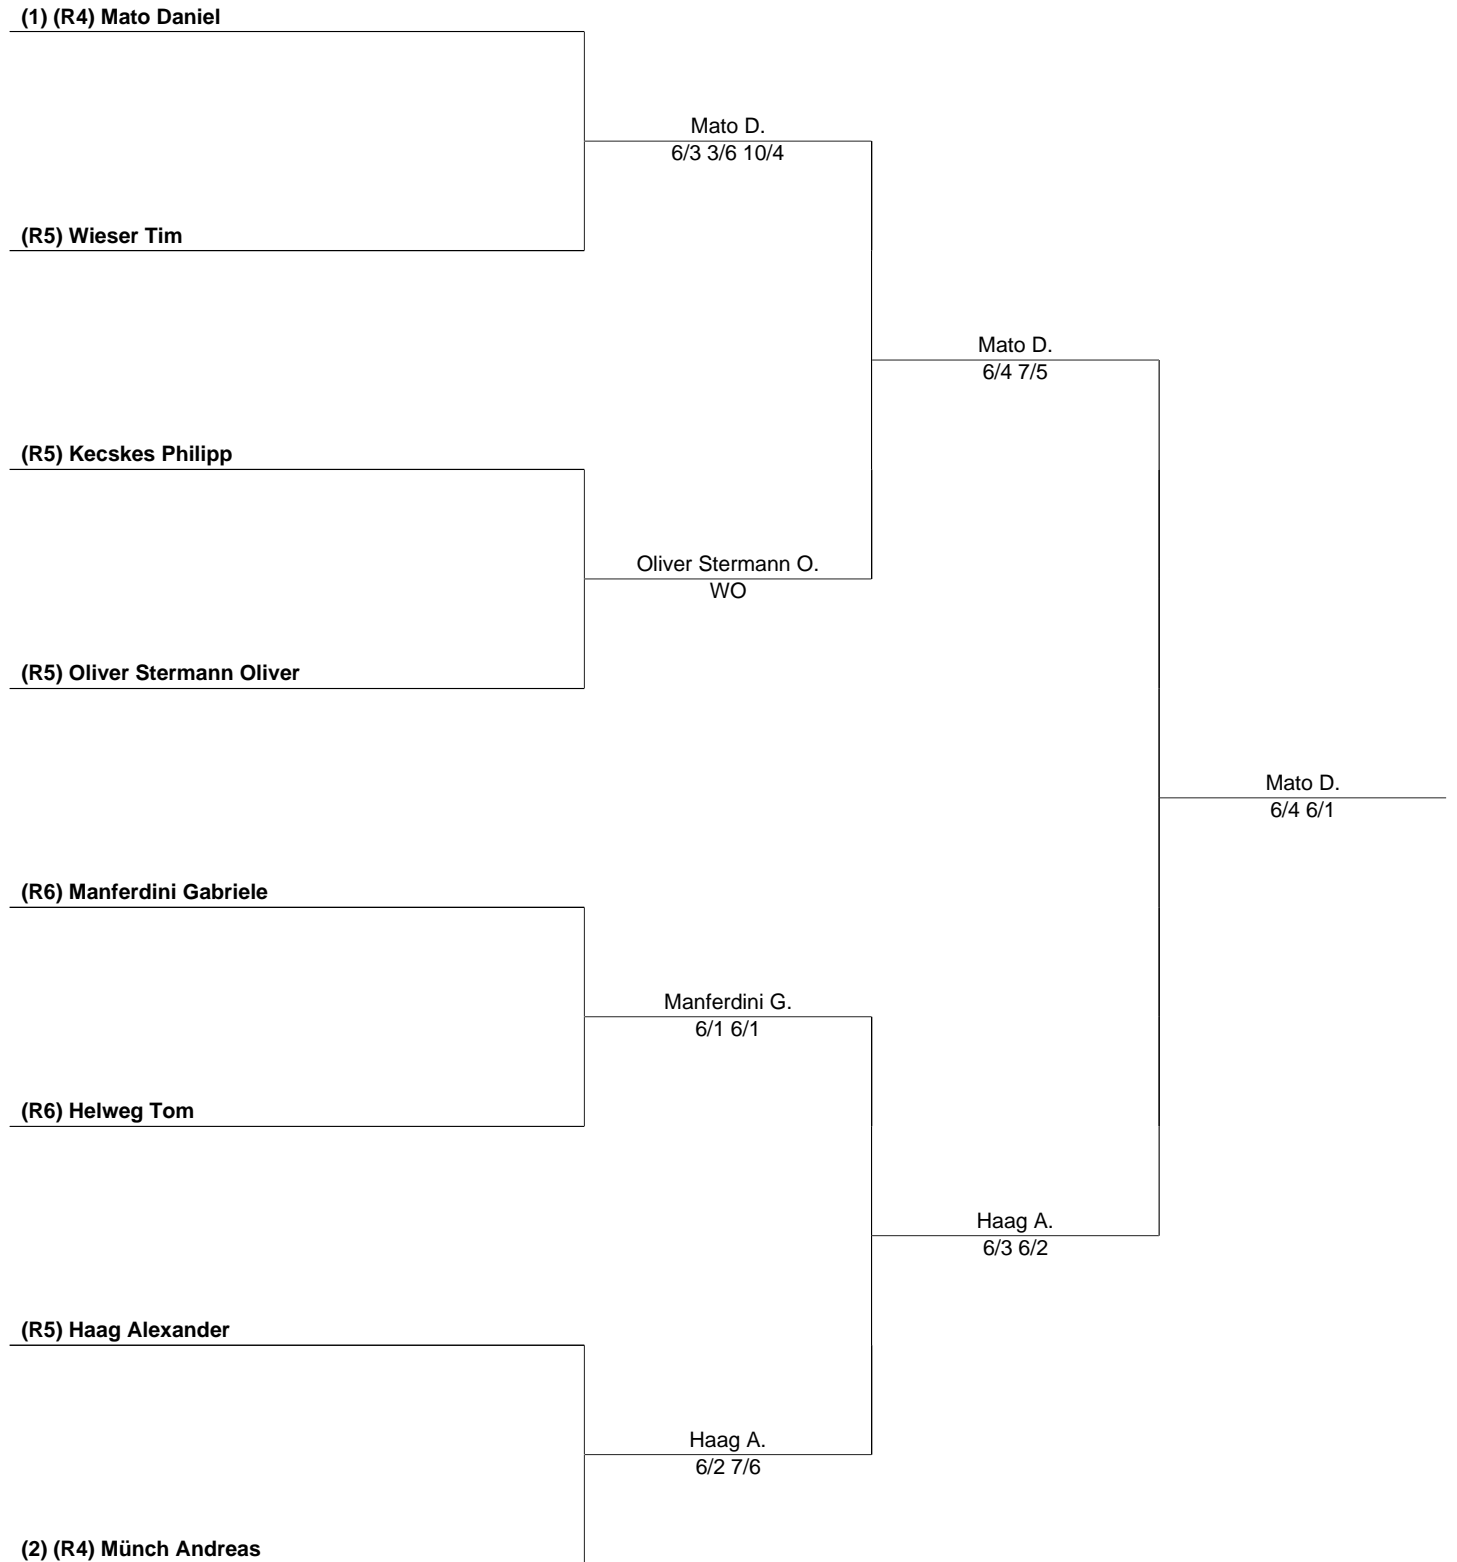 (1) (R4) Mato Daniel
Mato D.
6/3 3/6 10/4
(R5) Wieser Tim
Mato D.
6/4 7/5
(R5) Kecskes Philipp
Oliver Stermann O.
WO
(R5) Oliver Stermann Oliver
Mato D.
6/4 6/1
(R6) Manferdini Gabriele
Manferdini G.
6/1 6/1
(R6) Helweg Tom
Haag A.
6/3 6/2
(R5) Haag Alexander
Haag A.
6/2 7/6
(2) (R4) Münch Andreas